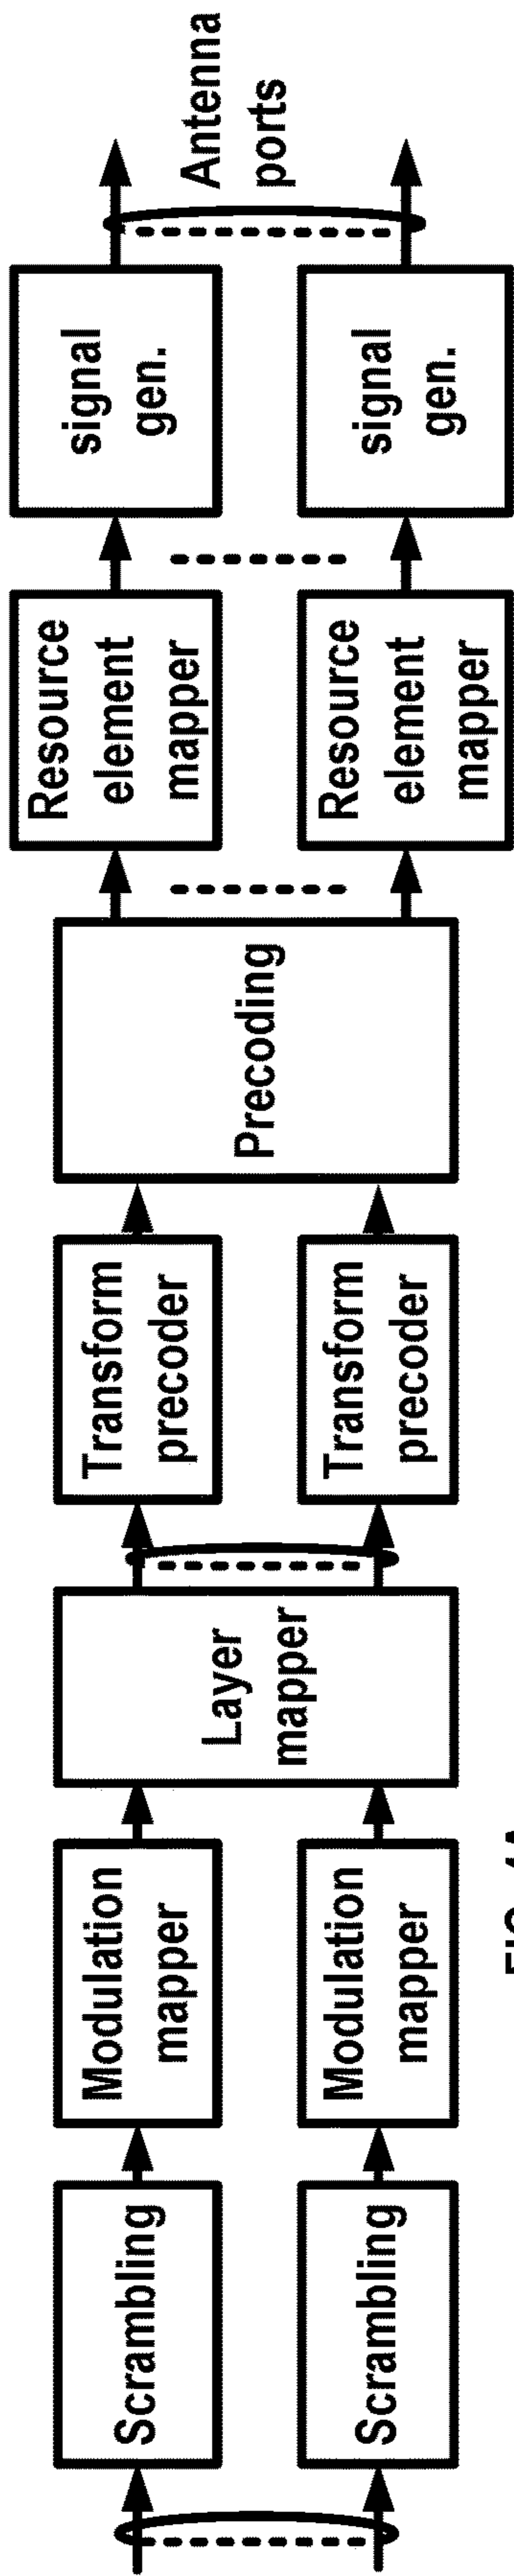 Scrambling
Modulation
mapper
Layer
mapper
Transform
precoder
Precoding
Resource
element
mapper
signal
gen.
Antenna
ports
Scrambling
Modulation
mapper
Transform
precoder
Resource
element
mapper
signal
gen.